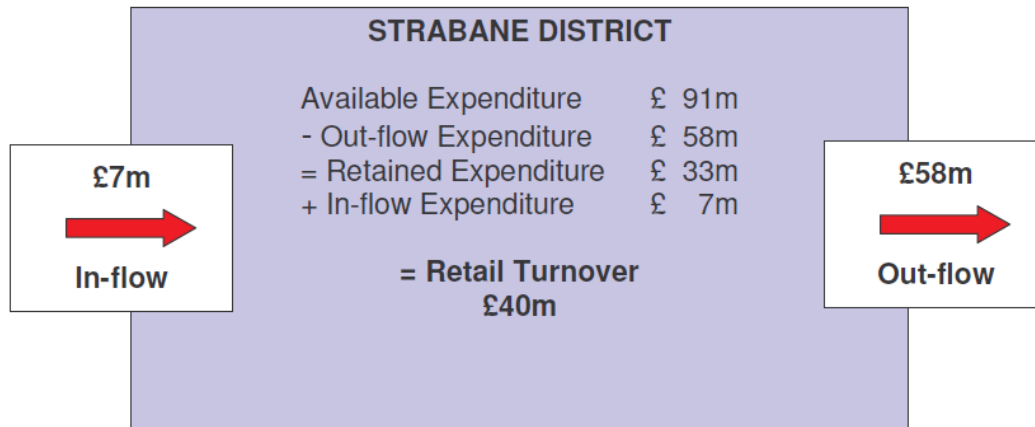 STRABANE DISTRICT
Available Expenditure £ 91m
- Out-flow Expenditure £ 58m
= Retained Expenditure £ 33m
+ In-flow Expenditure £ 7m
= Retail Turnover
£40m
£7m
In-flow
£58m
Out-flow